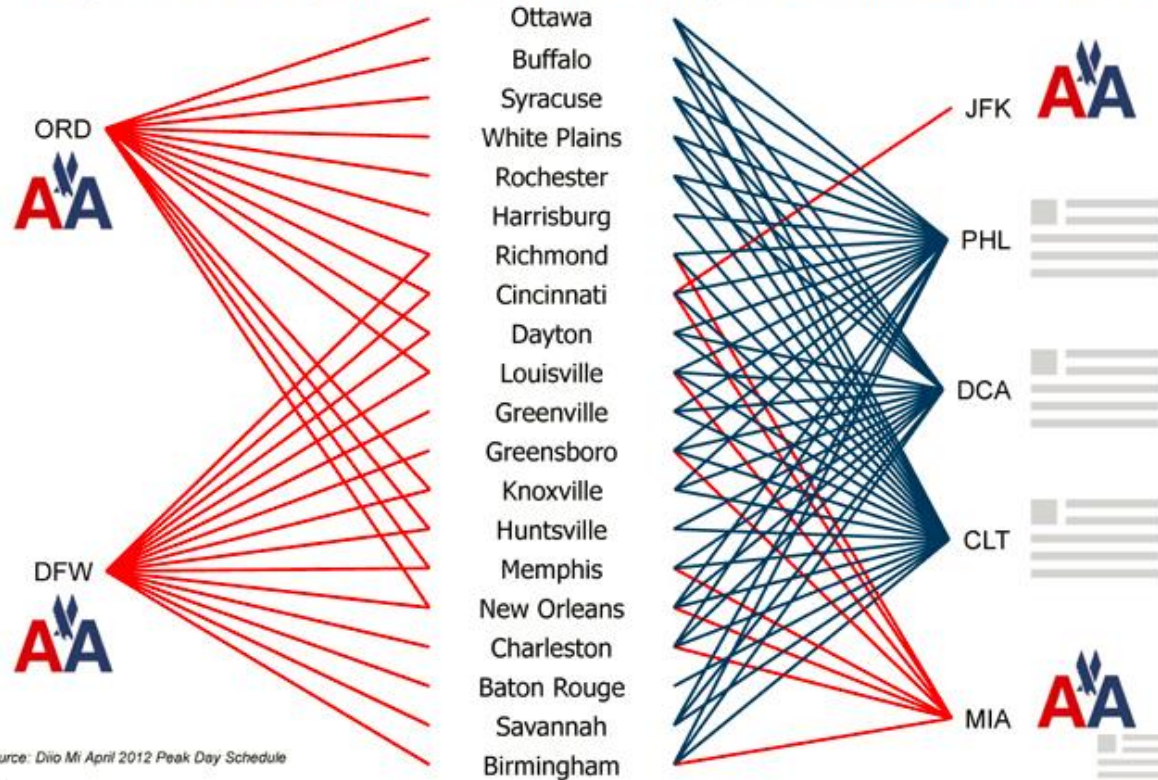 Ottawa
Buffalo
Syracuse
White Plains
Rochester
Harrisburg
Richmond
Cincinnati
Dayton
Louisville
Greenville
Greensboro
Knoxville
Huntsville
Memphis
New Orleans
Charleston
Baton Rouge
Savannah
Birmingham
ORD
AA
DFW
AA
JFK
AA
PHL
DCA
CLT
MIA
AA
urce: Diio Mi April 2012 Peak Day Schedule